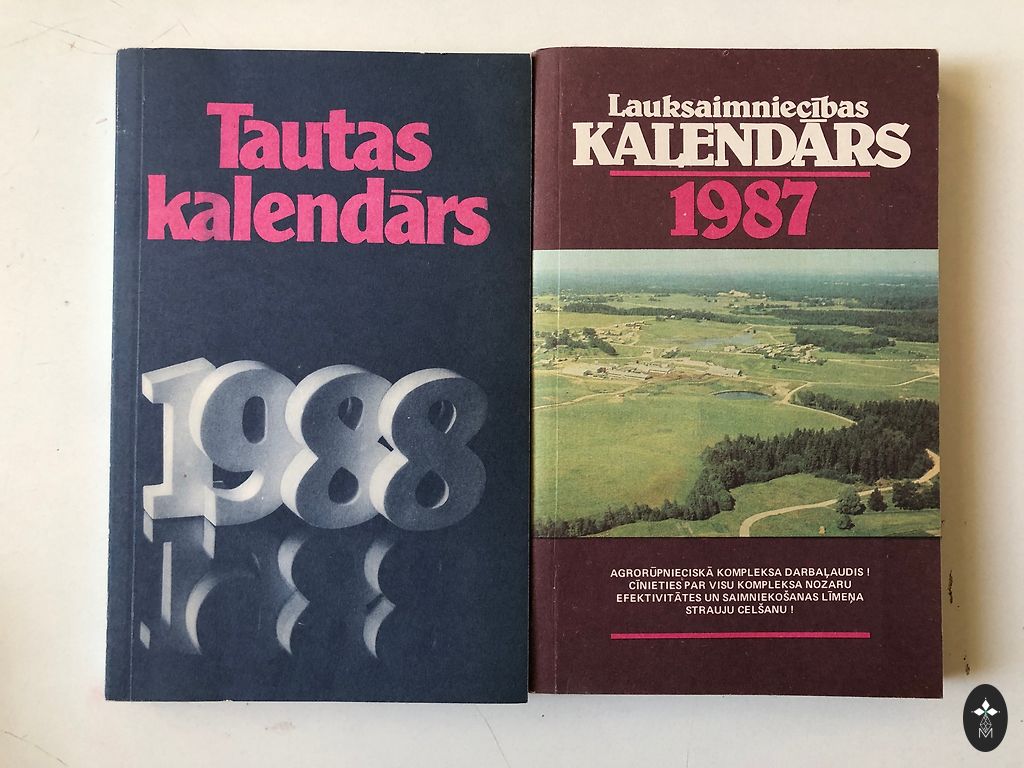 Tautas
kalendārs
1988
Lauksaimniecības
KALENDĀRS
1987
AGRORŪPNIECISKĀ KOMPLEKSA DARBAĻAUDIS !
CĪNIETIES PAR VISU KOMPLEKSA NOZARU
EFEKTIVITĀTES UN SAIMNIEKOŠANAS LĪMEŅA
STRAUJU CELŠANU !
M